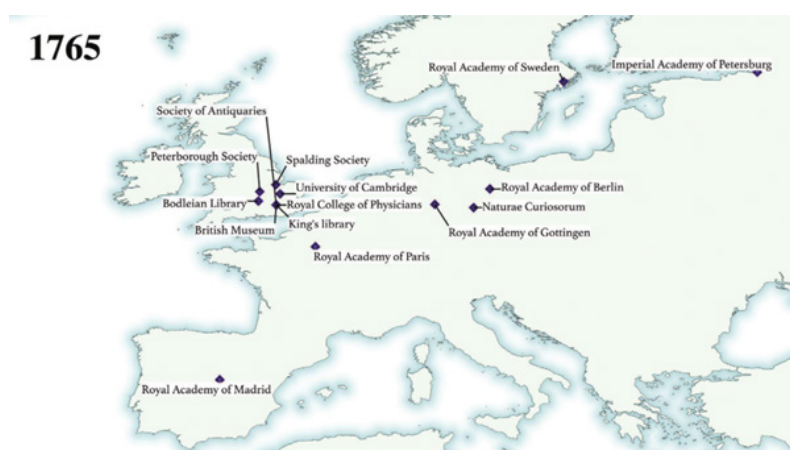 1765
Royal Academy of Sweden
Imperial Academy of Petersburg
Society of Antiquaries
Peterborough Society
Spalding Society
University of Cambridge
Royal Academy of Berlin
Bodleian Library
Royal College of Physicians
Naturae Curiosorum
King's library
British Museum
Royal Academy of Gottingen
Royal Academy of Paris
Royal Academy of Madrid